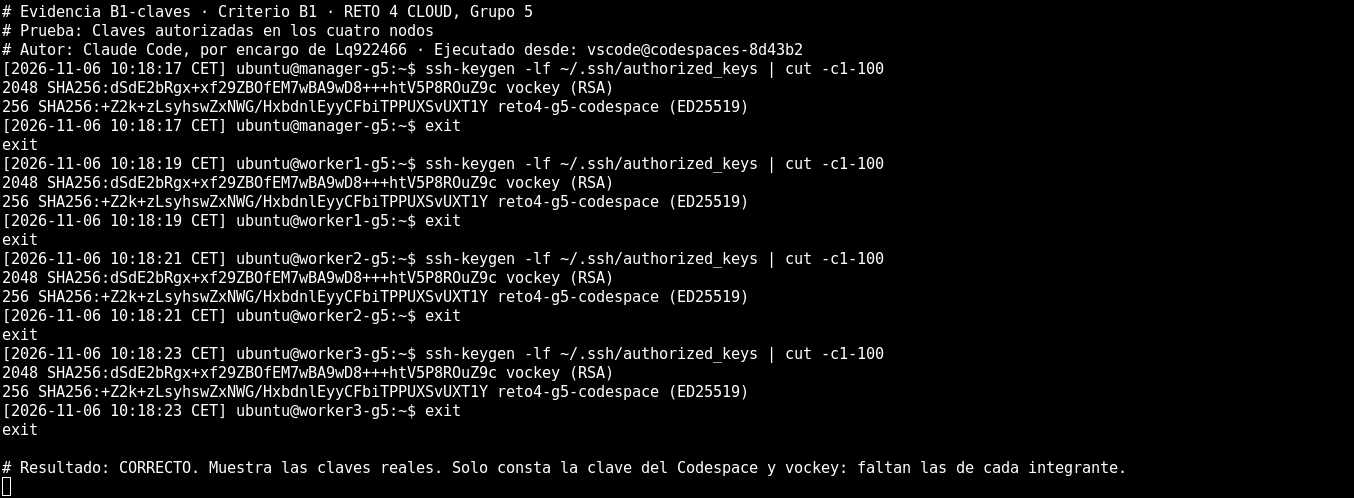 # Evidencia B1-claves · Criterio B1 · RETO 4 CLOUD, Grupo 5
# Prueba: Claves autorizadas en los cuatro nodos
# Autor: Claude Code, por encargo de Lq922466 · Ejecutado desde: vscode@codespaces-8d43b2
[2026-11-06 10:18:17 CET] ubuntu@manager-g5:~$ ssh-keygen -lf ~/.ssh/authorized_keys | cut -c1-100
2048 SHA256:dSdE2bRgx+xf29ZBOfEM7wBA9wD8+++htV5P8ROuZ9c vockey (RSA)
256 SHA256:+Z2k+zLsyhswZxNWG/HxbdnlEyyCFbiTPPUXSvUXT1Y reto4-g5-codespace (ED25519)
[2026-11-06 10:18:17 CET] ubuntu@manager-g5:~$ exit
exit
[2026-11-06 10:18:19 CET] ubuntu@worker1-g5:~$ ssh-keygen -lf ~/.ssh/authorized_keys | cut -c1-100
2048 SHA256:dSdE2bRgx+xf29ZBOfEM7wBA9wD8+++htV5P8ROuZ9c vockey (RSA)
256 SHA256:+Z2k+zLsyhswZxNWG/HxbdnlEyyCFbiTPPUXSvUXT1Y reto4-g5-codespace (ED25519)
[2026-11-06 10:18:19 CET] ubuntu@worker1-g5:~$ exit
exit
[2026-11-06 10:18:21 CET] ubuntu@worker2-g5:~$ ssh-keygen -lf ~/.ssh/authorized_keys | cut -c1-100
2048 SHA256:dSdE2bRgx+xf29ZBOfEM7wBA9wD8+++htV5P8ROuZ9c vockey (RSA)
256 SHA256:+Z2k+zLsyhswZxNWG/HxbdnlEyyCFbiTPPUXSvUXT1Y reto4-g5-codespace (ED25519)
[2026-11-06 10:18:21 CET] ubuntu@worker2-g5:~$ exit
exit
[2026-11-06 10:18:23 CET] ubuntu@worker3-g5:~$ ssh-keygen -lf ~/.ssh/authorized_keys | cut -c1-100
2048 SHA256:dSdE2bRgx+xf29ZBOfEM7wBA9wD8+++htV5P8ROuZ9c vockey (RSA)
256 SHA256:+Z2k+zLsyhswZxNWG/HxbdnlEyyCFbiTPPUXSvUXT1Y reto4-g5-codespace (ED25519)
[2026-11-06 10:18:23 CET] ubuntu@worker3-g5:~$ exit
exit
# Resultado: CORRECTO. Muestra las claves reales. Solo consta la clave del Codespace y vockey: faltan las de cada integrante.